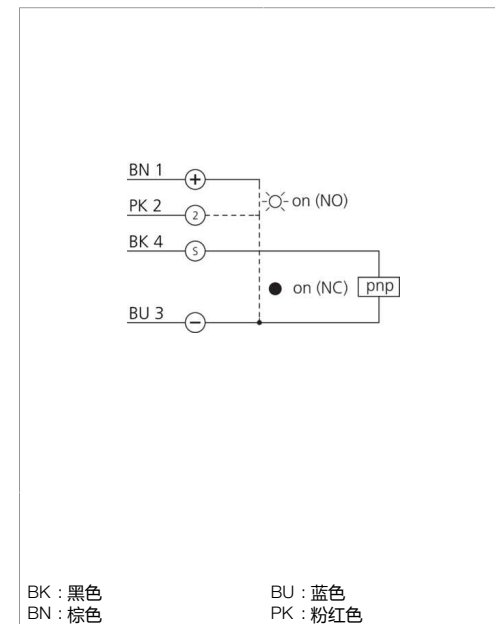 BN 1 +
on (NO)
PK 2 2
BK 4 S
on (NC) pnp
BU 3 −
BK : 黑色 BU : 蓝色
BN : 棕色 PK : 粉红色